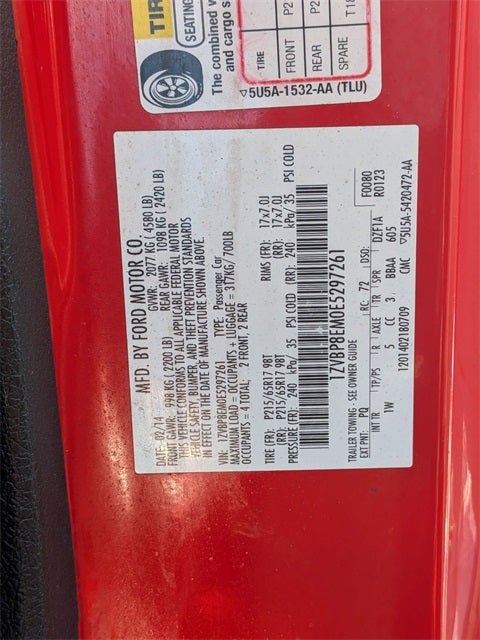 TIRE
SEATING
The combined w
and cargo s
TIRE
FRONT P2
REAR P2
SPARE T1
▽5U5A-1532-AA (TLU)
MFD. BY FORD MOTOR CO.
DATE: 02/14 GVWR: 2077 KG ( 4580 LB)
FRONT GAWR: 998 KG (2200 LB) REAR GAWR: 1098 KG ( 2420 LB)
THIS VEHICLE CONFORMS TO ALL APPLICABLE FEDERAL MOTOR
VEHICLE SAFETY, BUMPER, AND THEFT PREVENTION STANDARDS
IN EFFECT ON THE DATE OF MANUFACTURE SHOWN ABOVE
VIN: 1ZVBP8EM0E5297261 TYPE: Passenger Car
MAXIMUM LOAD = OCCUPANTS + LUGGAGE = 317KG/ 700LB
OCCUPANTS = 4 TOTAL; 2 FRONT, 2 REAR
TIRE (FR): P215/65R17 98T RIMS (FR): 17x7.0J
(RR): P215/65R17 98T (RR): 17x7.0J
PRESSURE (FR): 240 kPa/ 35 PSI COLD (RR): 240 kPa/ 35 PSI COLD
1ZVBP8EM0E5297261
TRAILER TOWING - SEE OWNER GUIDE F0080
EXT PNT: PQ RC: 72 DSO: R0123
INT TR TP/PS R AXLE TR SPR DZF1A
1W 5 CC 3 BBAA 605
1201402180709 CMC ▽5U5A-5420472-AA